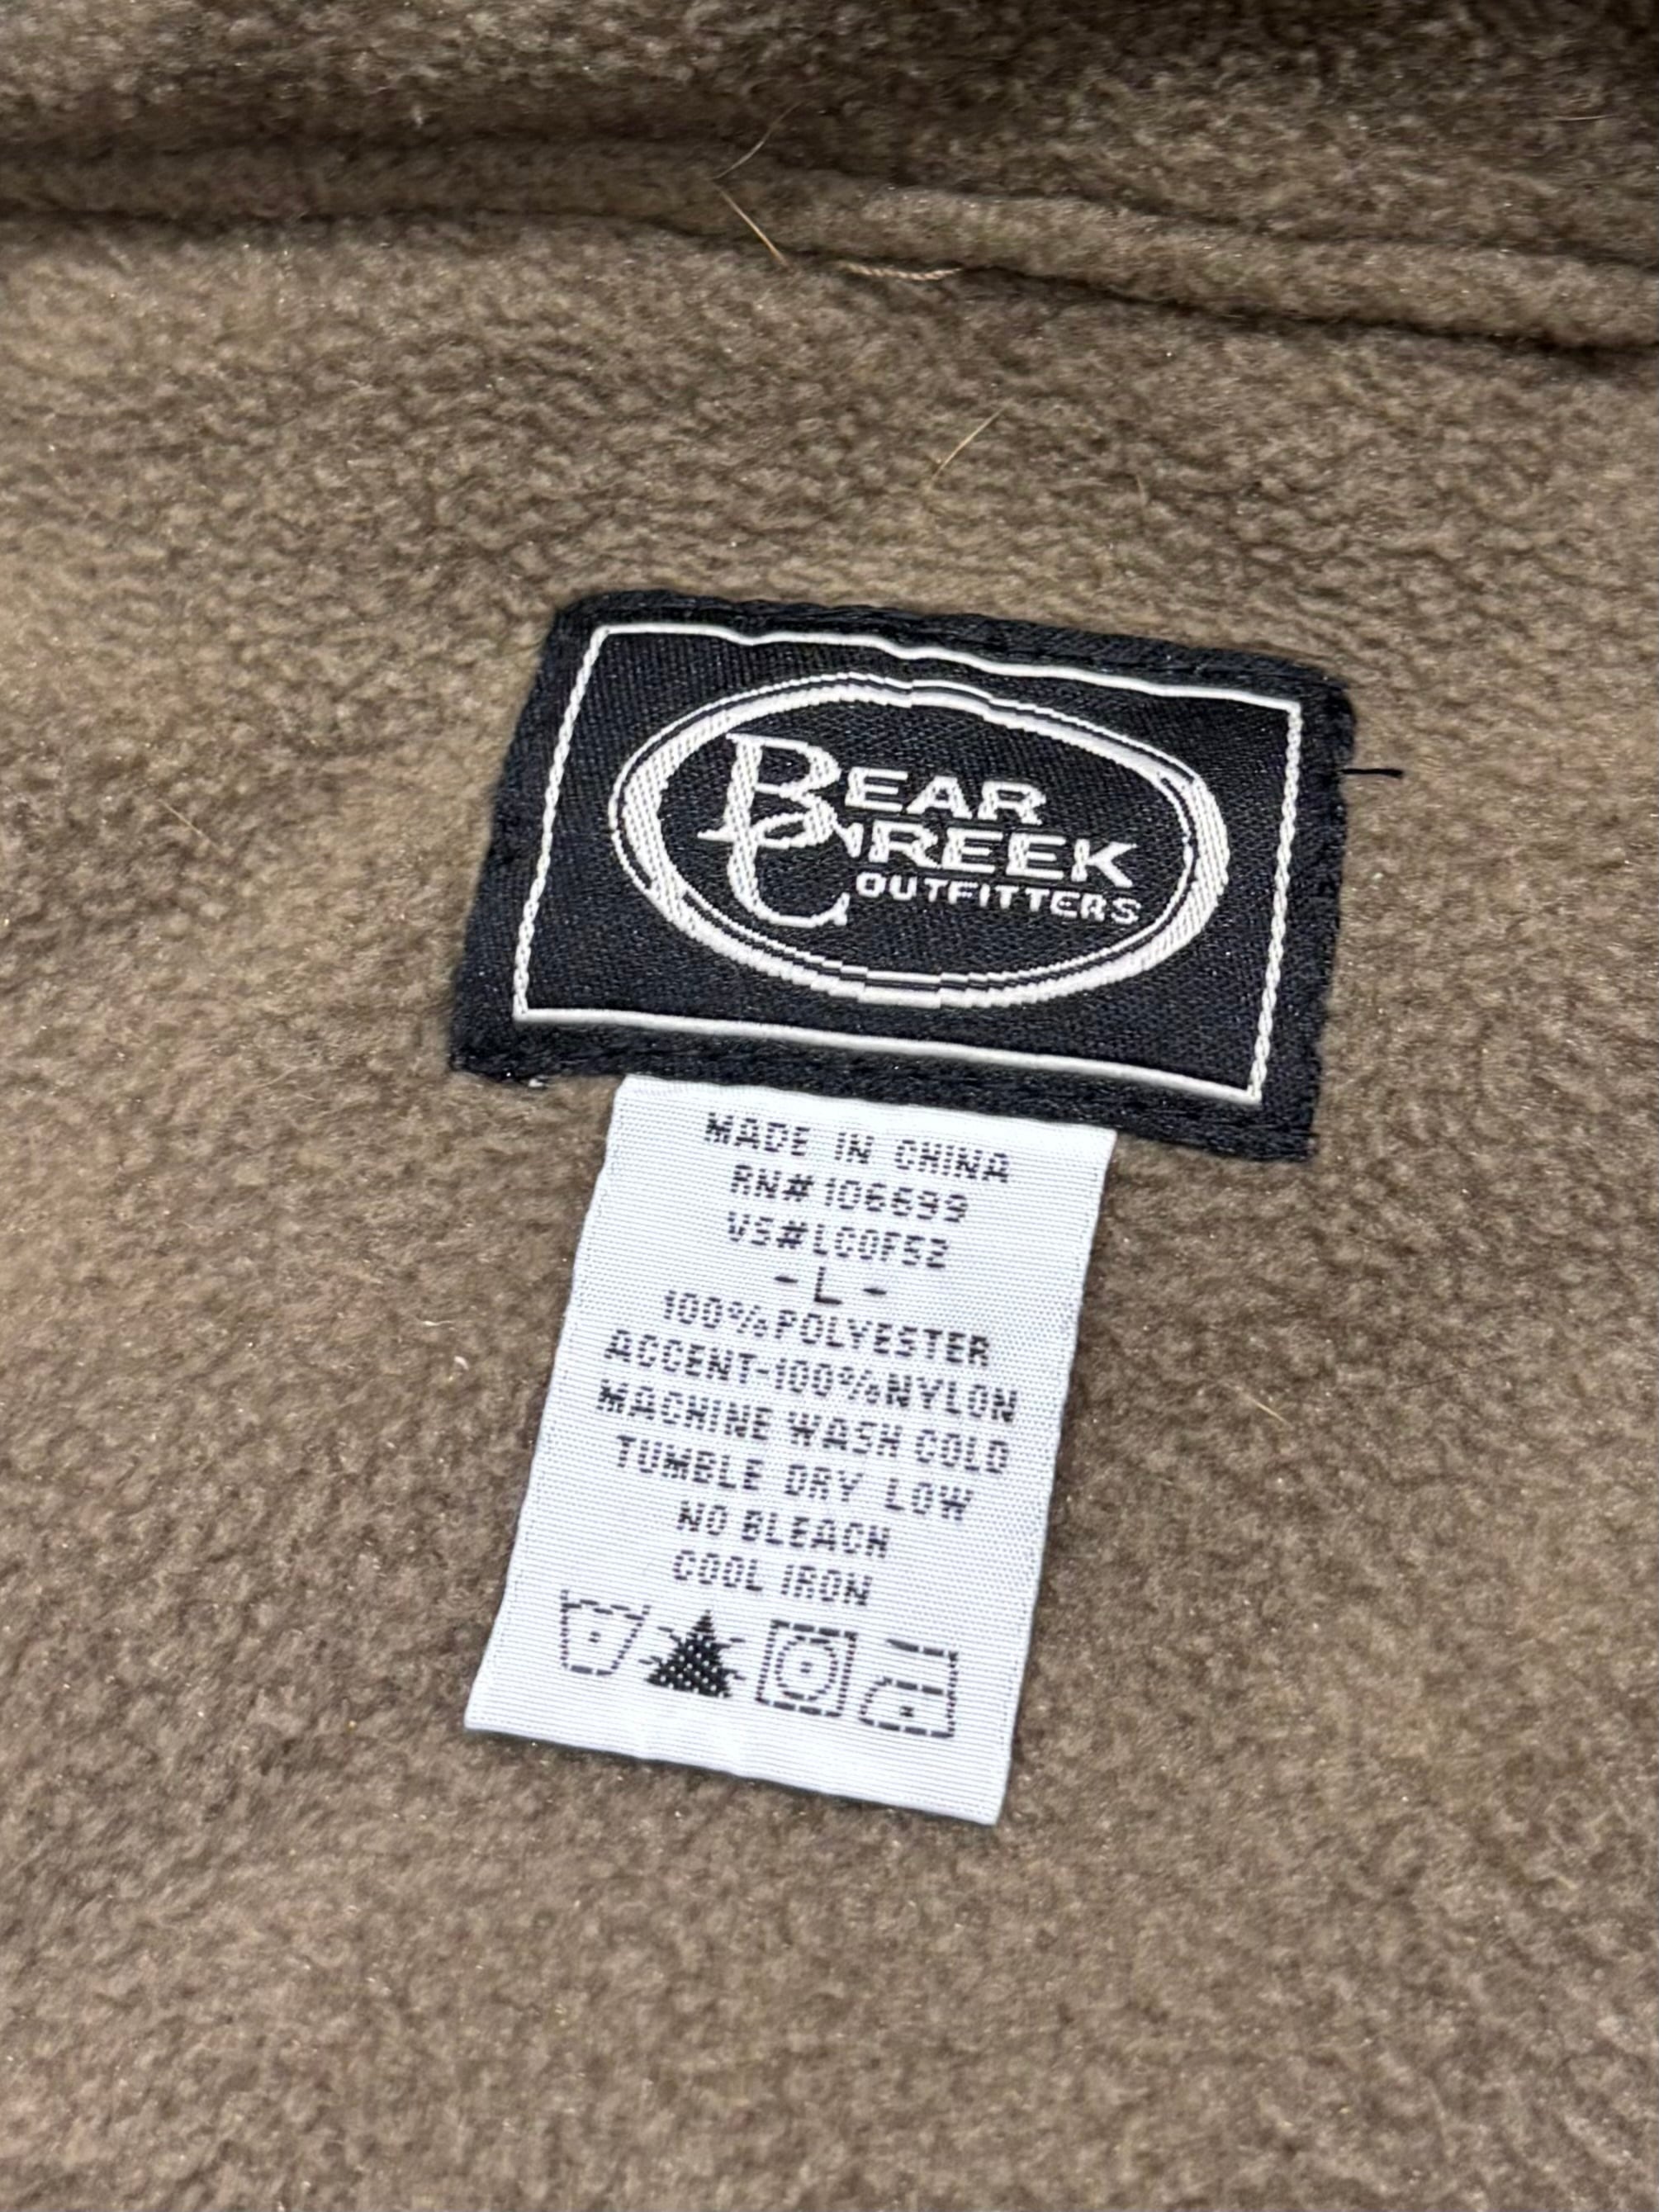 BEAR
CREEK
OUTFITTERS
MADE IN CHINA
RN#106699
VS#LC0F52
-L-
100%POLYESTER
ACCENT-100%NYLON
MACHINE WASH COLD
TUMBLE DRY LOW
NO BLEACH
COOL IRON